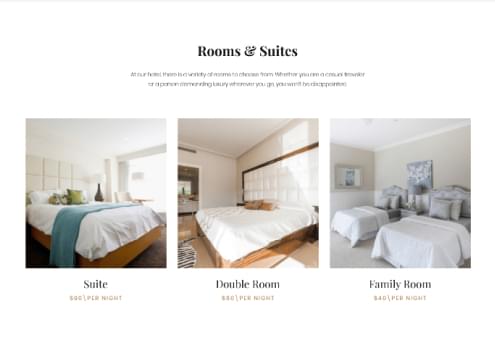 Rooms & Suites
At our hotel, there is a variety of rooms to choose from. Whether you are a casual traveler
or a person demanding luxury wherever you go, you won't be disappointed.
Suite
Double Room
Family Room
\PER NIGHT
\PER NIGHT
$40\PER NIGHT